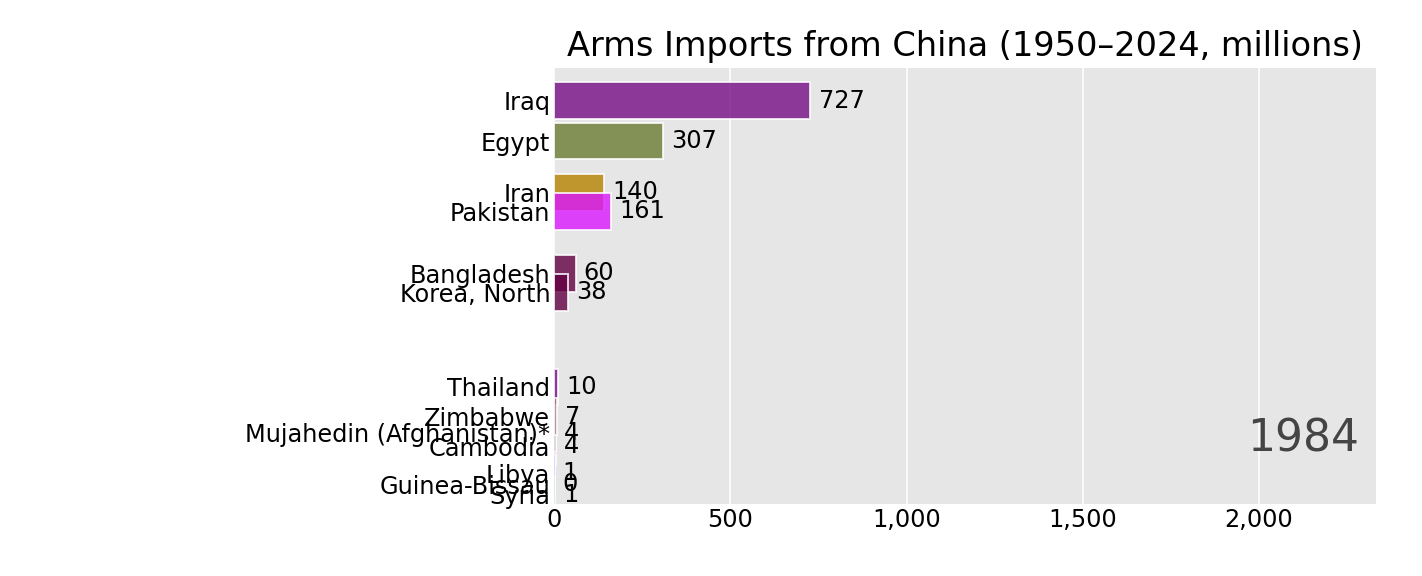 Arms Imports from China (1950–2024, millions)
Iraq 727
Egypt 307
Iran 140
Pakistan 161
Bangladesh 60
Korea, North 38
Thailand 10
Zimbabwe 7
Mujahedin (Afghanistan)* 4
Cambodia 4
1984
Libya 1
Guinea-Bissau 0
Syria 1
0 500 1,000 1,500 2,000